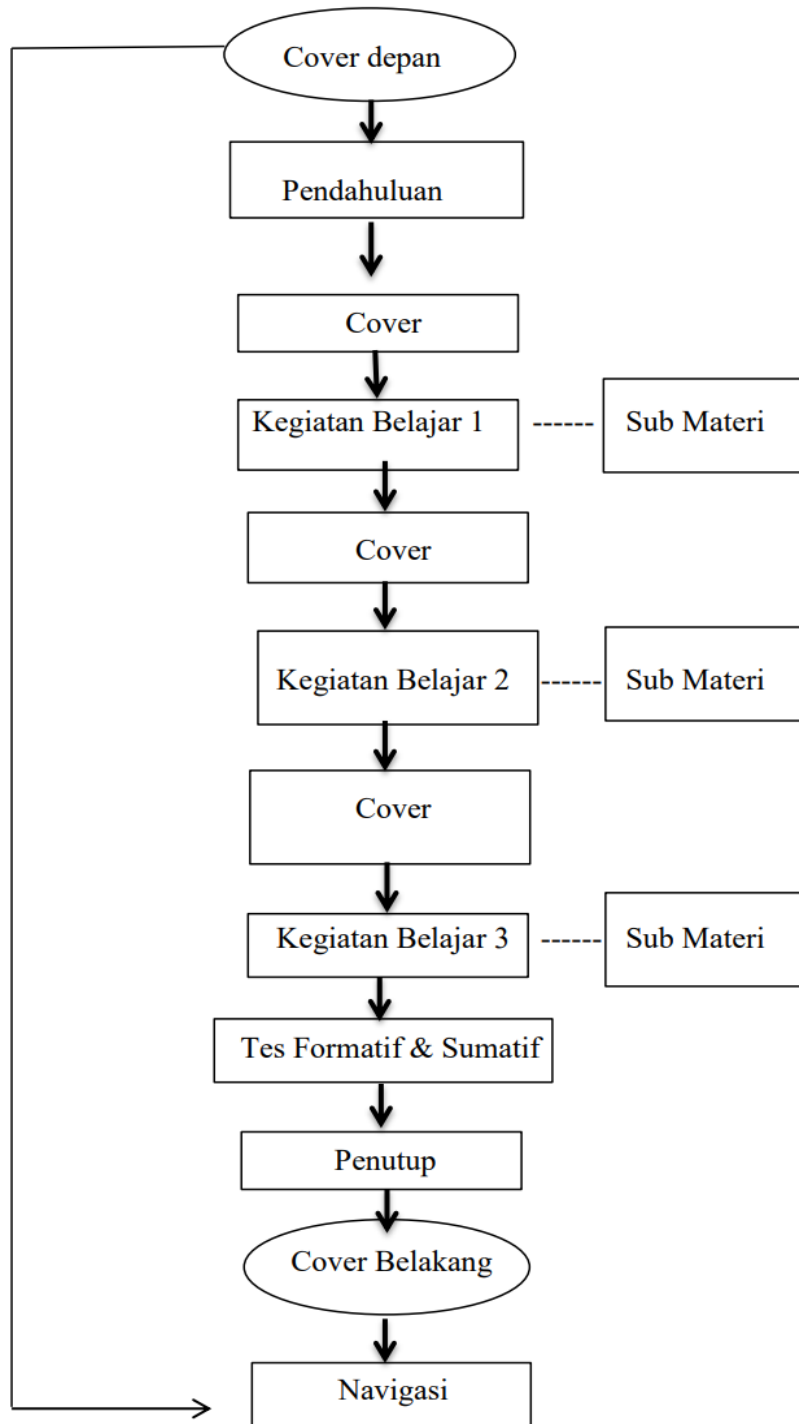 Cover depan
Pendahuluan
Cover
Kegiatan Belajar 1 ------ Sub Materi
Cover
Kegiatan Belajar 2 ------ Sub Materi
Cover
Kegiatan Belajar 3 ------ Sub Materi
Tes Formatif & Sumatif
Penutup
Cover Belakang
Navigasi